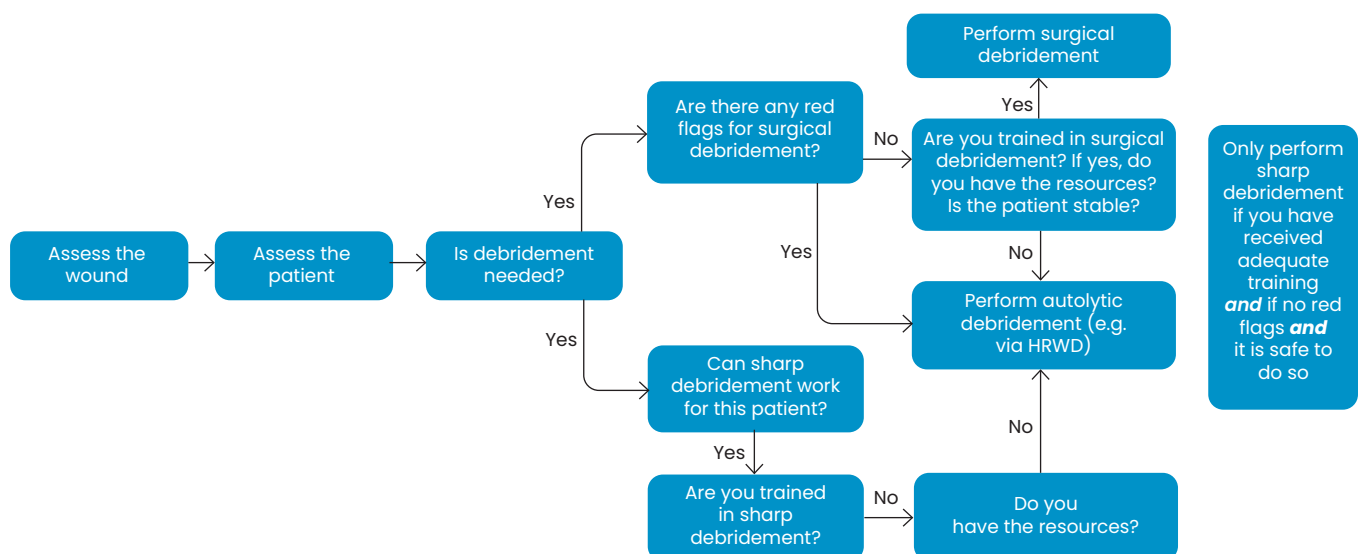 Perform surgical
debridement
Yes
Are there any red
flags for surgical
debridement?
No
Are you trained in surgical
debridement? If yes, do
you have the resources?
Is the patient stable?
Only perform
sharp
debridement
if you have
received
adequate
training
and if no red
flags and
it is safe to
do so
Yes
Assess the
wound
Assess the
patient
Is debridement
needed?
Yes
No
Perform autolytic
debridement (e.g.
via HRWD)
Yes
Can sharp
debridement work
for this patient?
No
Yes
Are you trained
in sharp
debridement?
No
Do you
have the resources?